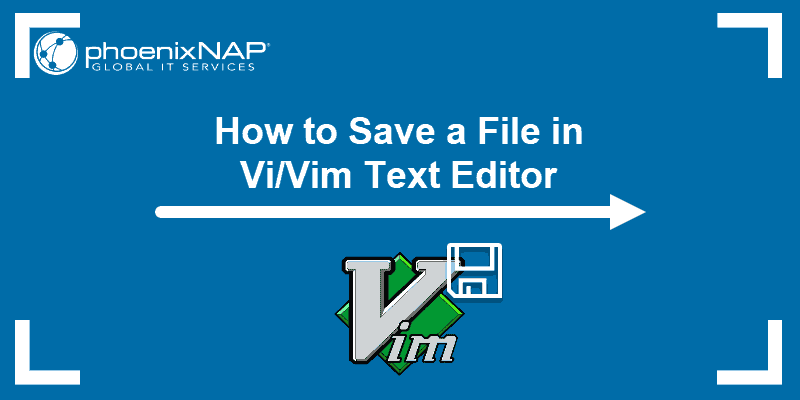 phoenixNAP®
GLOBAL IT SERVICES
How to Save a File in
Vi/Vim Text Editor
Vim